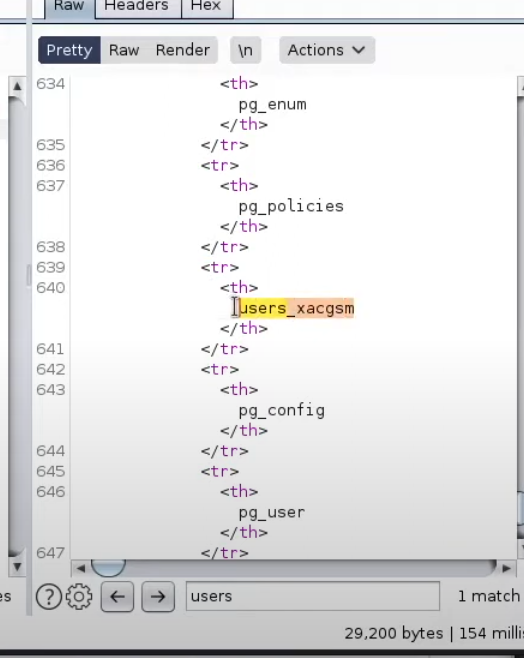 Raw Headers Hex
Pretty Raw Render \n Actions
634
<th>
pg_enum
</th>
635 </tr>
636 <tr>
637 <th>
pg_policies
</th>
638 </tr>
639 <tr>
640 <th>
users_xacgsm
</th>
641 </tr>
642 <tr>
643 <th>
pg_config
</th>
644 </tr>
645 <tr>
646 <th>
pg_user
</th>
647 </tr>
es ? ← → users 1 match
29,200 bytes | 154 millis